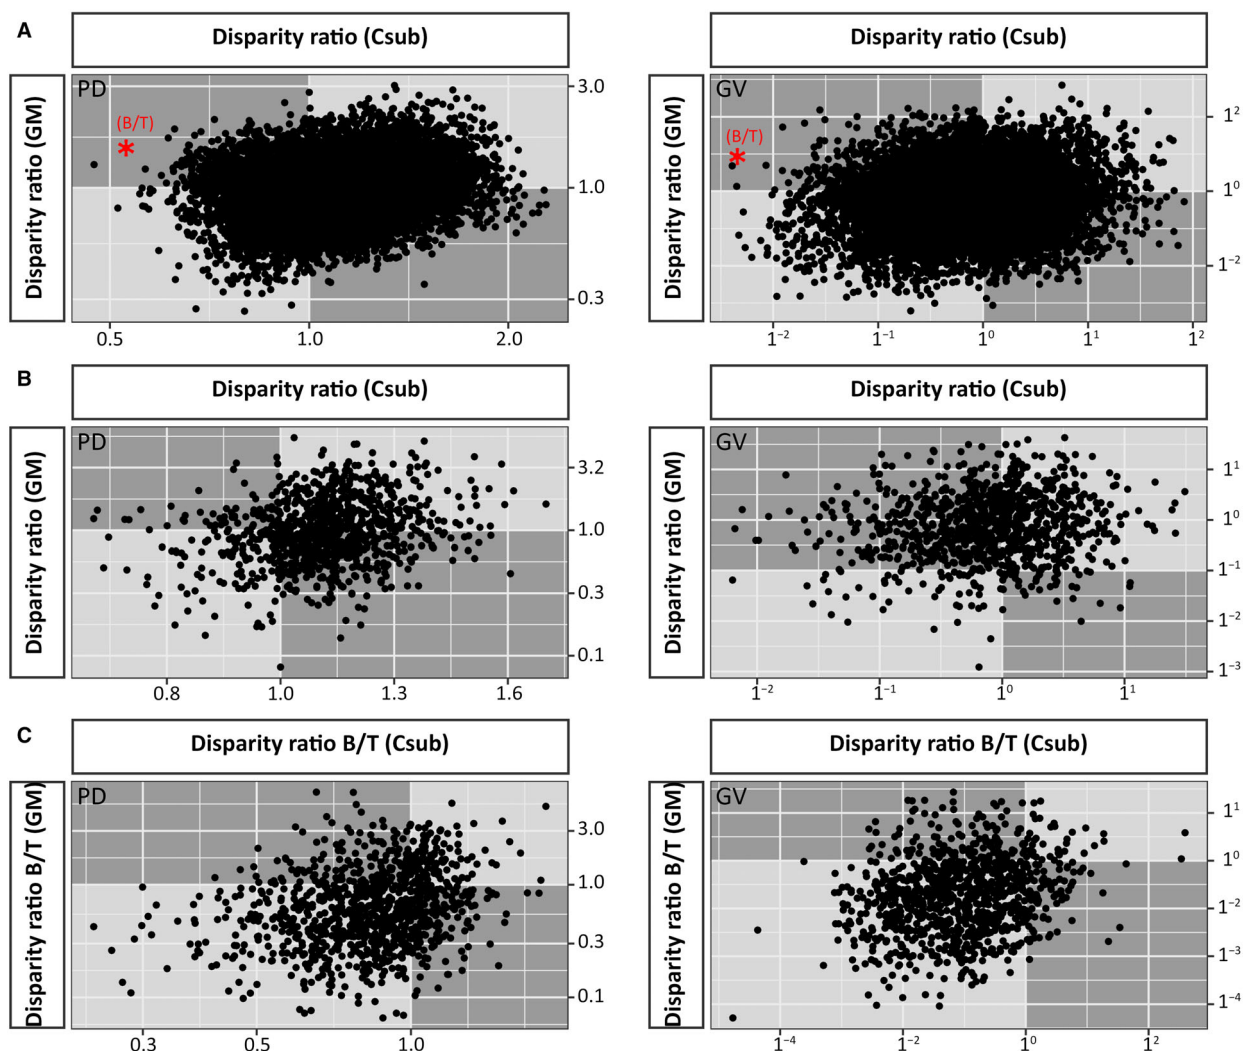 A
Disparity ratio (Csub)
Disparity ratio (GM)
PD
(B/T)
*
3.0
1.0
0.3
0.5 1.0 2.0
Disparity ratio (Csub)
Disparity ratio (GM)
GV
(B/T)
*
1²
1⁰
1⁻²
1⁻² 1⁻¹ 1⁰ 1¹ 1²
B
Disparity ratio (Csub)
Disparity ratio (GM)
PD
3.2
1.0
0.3
0.1
0.8 1.0 1.3 1.6
Disparity ratio (Csub)
Disparity ratio (GM)
GV
1¹
1⁰
1⁻¹
1⁻²
1⁻³
1⁻² 1⁻¹ 1⁰ 1¹
C
Disparity ratio B/T (Csub)
Disparity ratio B/T (GM)
PD
3.0
1.0
0.3
0.1
0.3 0.5 1.0
Disparity ratio B/T (Csub)
Disparity ratio B/T (GM)
GV
1¹
1⁰
1⁻²
1⁻³
1⁻⁴
1⁻⁴ 1⁻² 1⁰ 1²